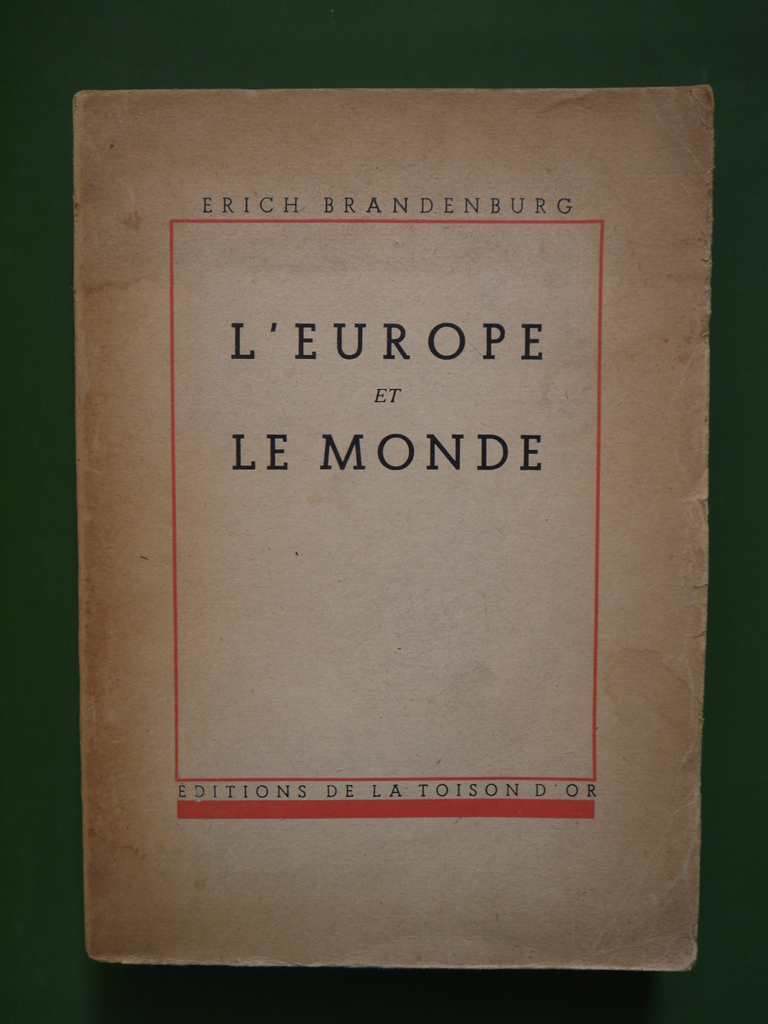 ERICH BRANDENBURG
L'EUROPE
ET
LE MONDE
ÉDITIONS DE LA TOISON D'OR